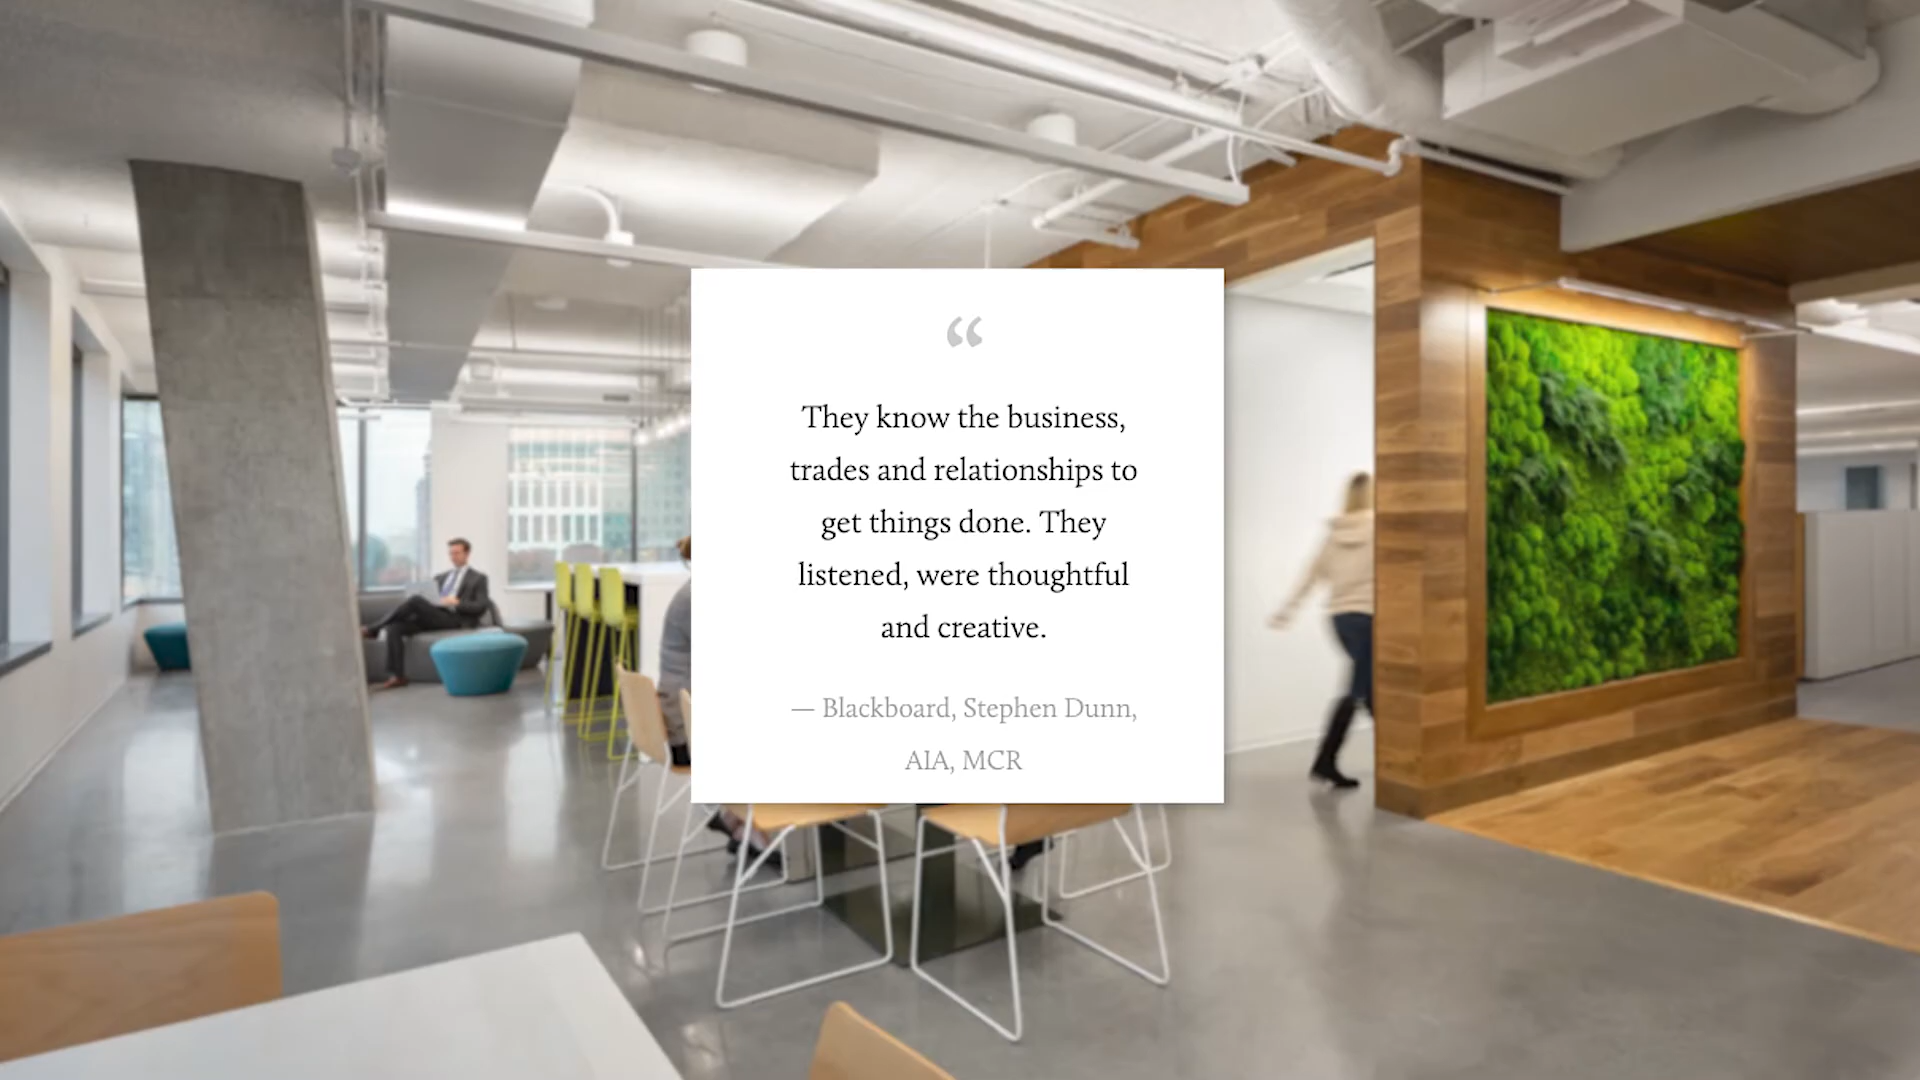 “
They know the business,
trades and relationships to
get things done. They
listened, were thoughtful
and creative.
— Blackboard, Stephen Dunn,
AIA, MCR